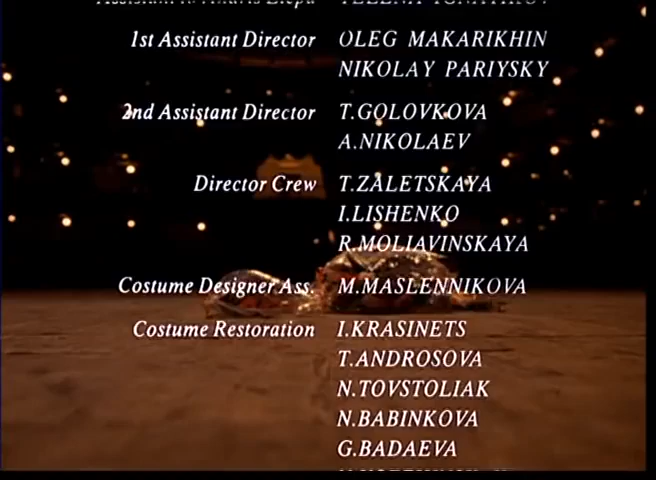 1st Assistant Director OLEG MAKARIKHIN
NIKOLAY PARIYSKY
2nd Assistant Director T.GOLOVKOVA
A.NIKOLAEV
Director Crew T.ZALETSKAYA
I.LISHENKO
R.MOLIAVINSKAYA
Costume Designer Ass. M.MASLENNIKOVA
Costume Restoration I.KRASINETS
T.ANDROSOVA
N.TOVSTOLIAK
N.BABINKOVA
G.BADAEVA